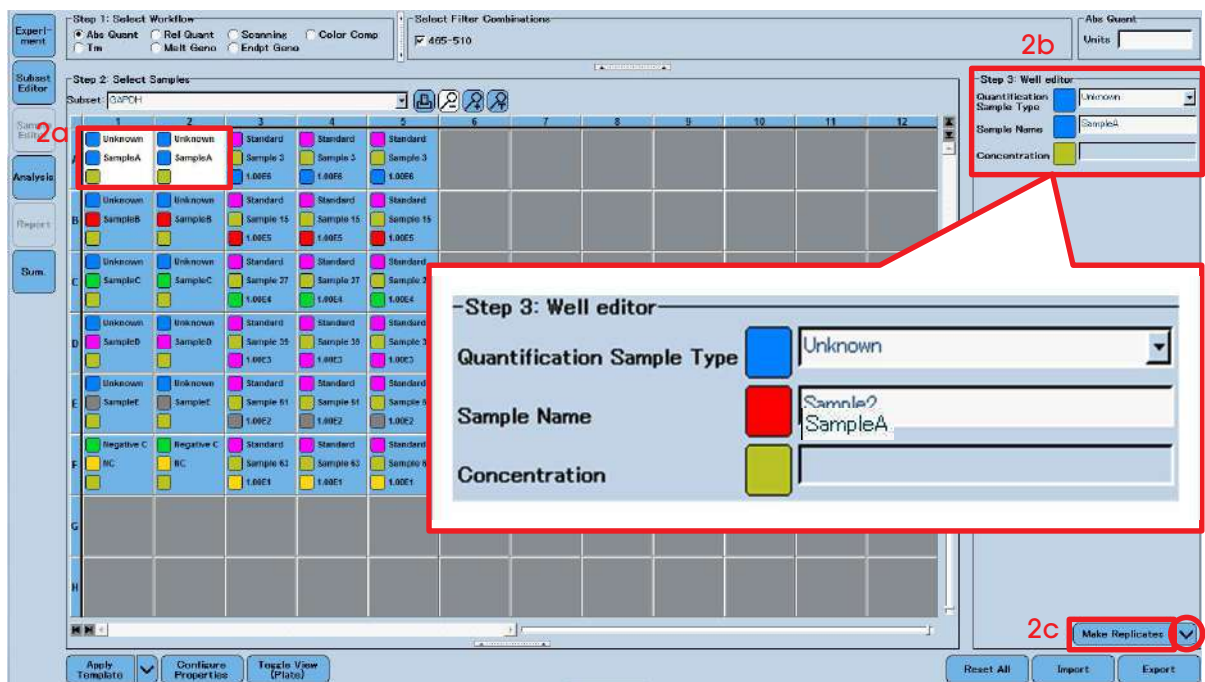 Step 1: Select Workflow
Abs Quant Rel Quant Scanning Color Comp
Tm Melt Geno Endpt Geno
Select Filter Combinations
465-510
Abs Quant
Units
Experi-
ment
Subset
Editor
Editor
Analysis
Report
Sum.
Step 2: Select Samples
Subset: GAPDH
2a
2b
Step 3: Well editor
Quantification
Sample Type
Unknown
Sample Name
SampleA
Concentration
1 2 3 4 5 6 7 8 9 10 11 12
Unknown Unknown Standard Standard Standard
A SampleA SampleA Sample 3 Sample 3 Sample 3
1.00E6 1.00E6 1.00E6
Unknown Unknown Standard Standard Standard
B SampleB SampleB Sample 15 Sample 15 Sample 15
1.00E5 1.00E5 1.00E5
Unknown Unknown Standard Standard Standard
C SampleC SampleC Sample 27 Sample 27 Sample
1.00E4 1.00E4 1.00E4
Unknown Unknown Standard Standard Standard
D SampleD SampleD Sample 39 Sample 39 Sample
1.00E3 1.00E3 1.00E3
Unknown Unknown Standard Standard Standard
E SampleE SampleE Sample 51 Sample 51 Sample
1.00E2 1.00E2 1.00E2
Negative C Negative C Standard Standard Standard
F NC NC Sample 63 Sample 63 Sample
1.00E1 1.00E1 1.00E1
G
H
Step 3: Well editor
Quantification Sample Type Unknown
Sample Name Sample2
SampleA
Concentration
2c
Make Replicates
Apply
Template
Configure
Properties
Toggle View
(Plate)
Reset All Import Export